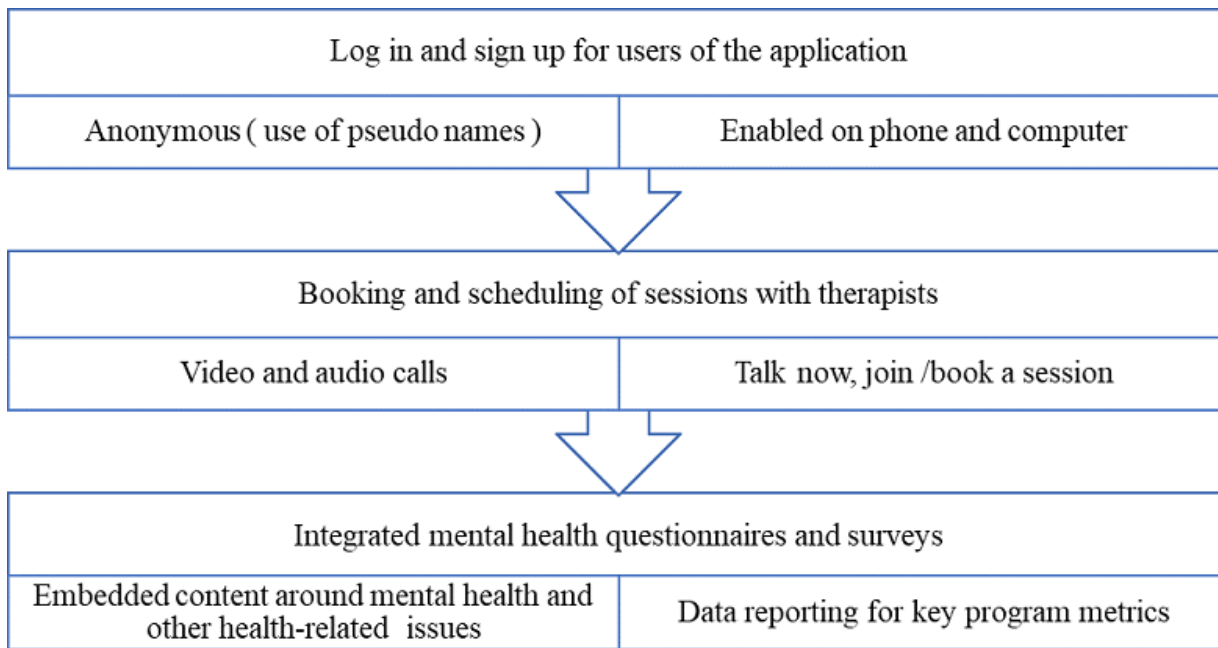 Log in and sign up for users of the application
Anonymous ( use of pseudo names )
Enabled on phone and computer
Booking and scheduling of sessions with therapists
Video and audio calls
Talk now, join /book a session
Integrated mental health questionnaires and surveys
Embedded content around mental health and
other health-related issues
Data reporting for key program metrics